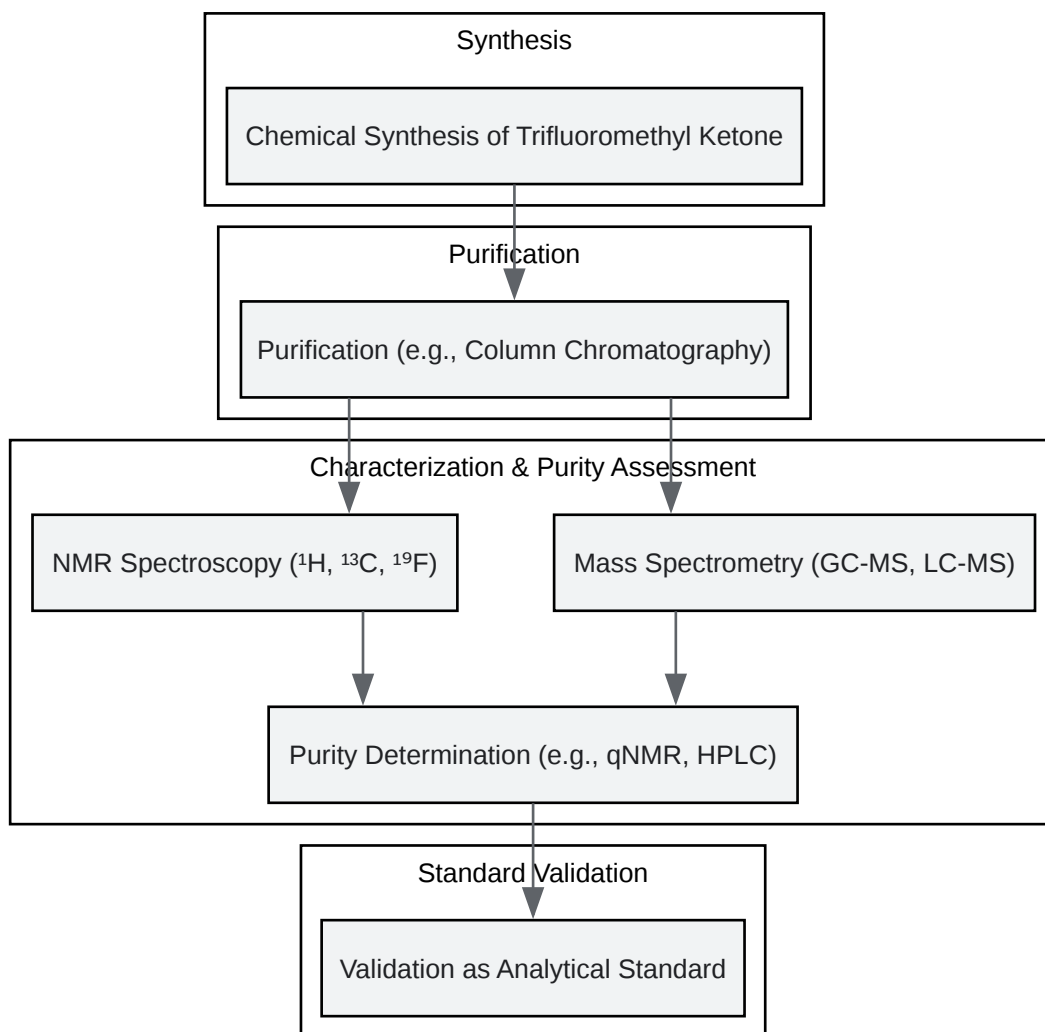 Synthesis
Chemical Synthesis of Trifluoromethyl Ketone
Purification
Purification (e.g., Column Chromatography)
Characterization & Purity Assessment
NMR Spectroscopy (¹H, ¹³C, ¹⁹F)
Mass Spectrometry (GC-MS, LC-MS)
Purity Determination (e.g., qNMR, HPLC)
Standard Validation
Validation as Analytical Standard